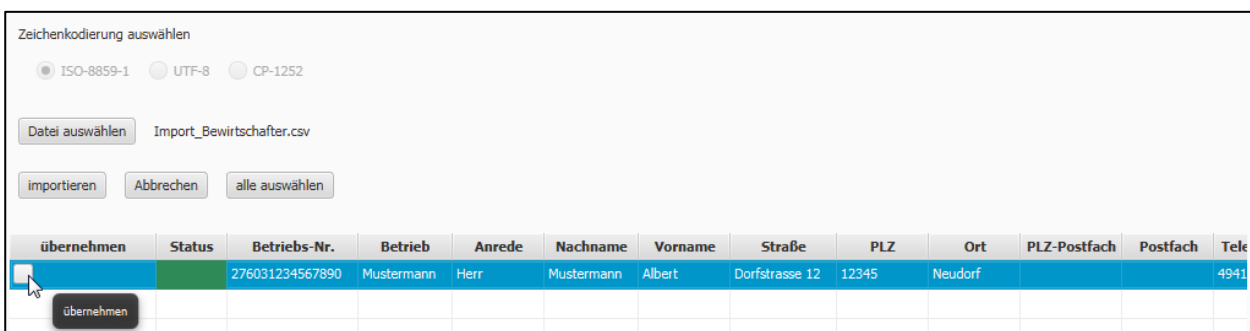 Zeichenkodierung auswählen
ISO-8859-1 UTF-8 CP-1252
Datei auswählen Import_Bewirtschafter.csv
importieren Abbrechen alle auswählen
übernehmen Status Betriebs-Nr. Betrieb Anrede Nachname Vorname Straße PLZ Ort PLZ-Postfach Postfach Tele
276031234567890 Mustermann Herr Mustermann Albert Dorfstrasse 12 12345 Neudorf 4941
übernehmen